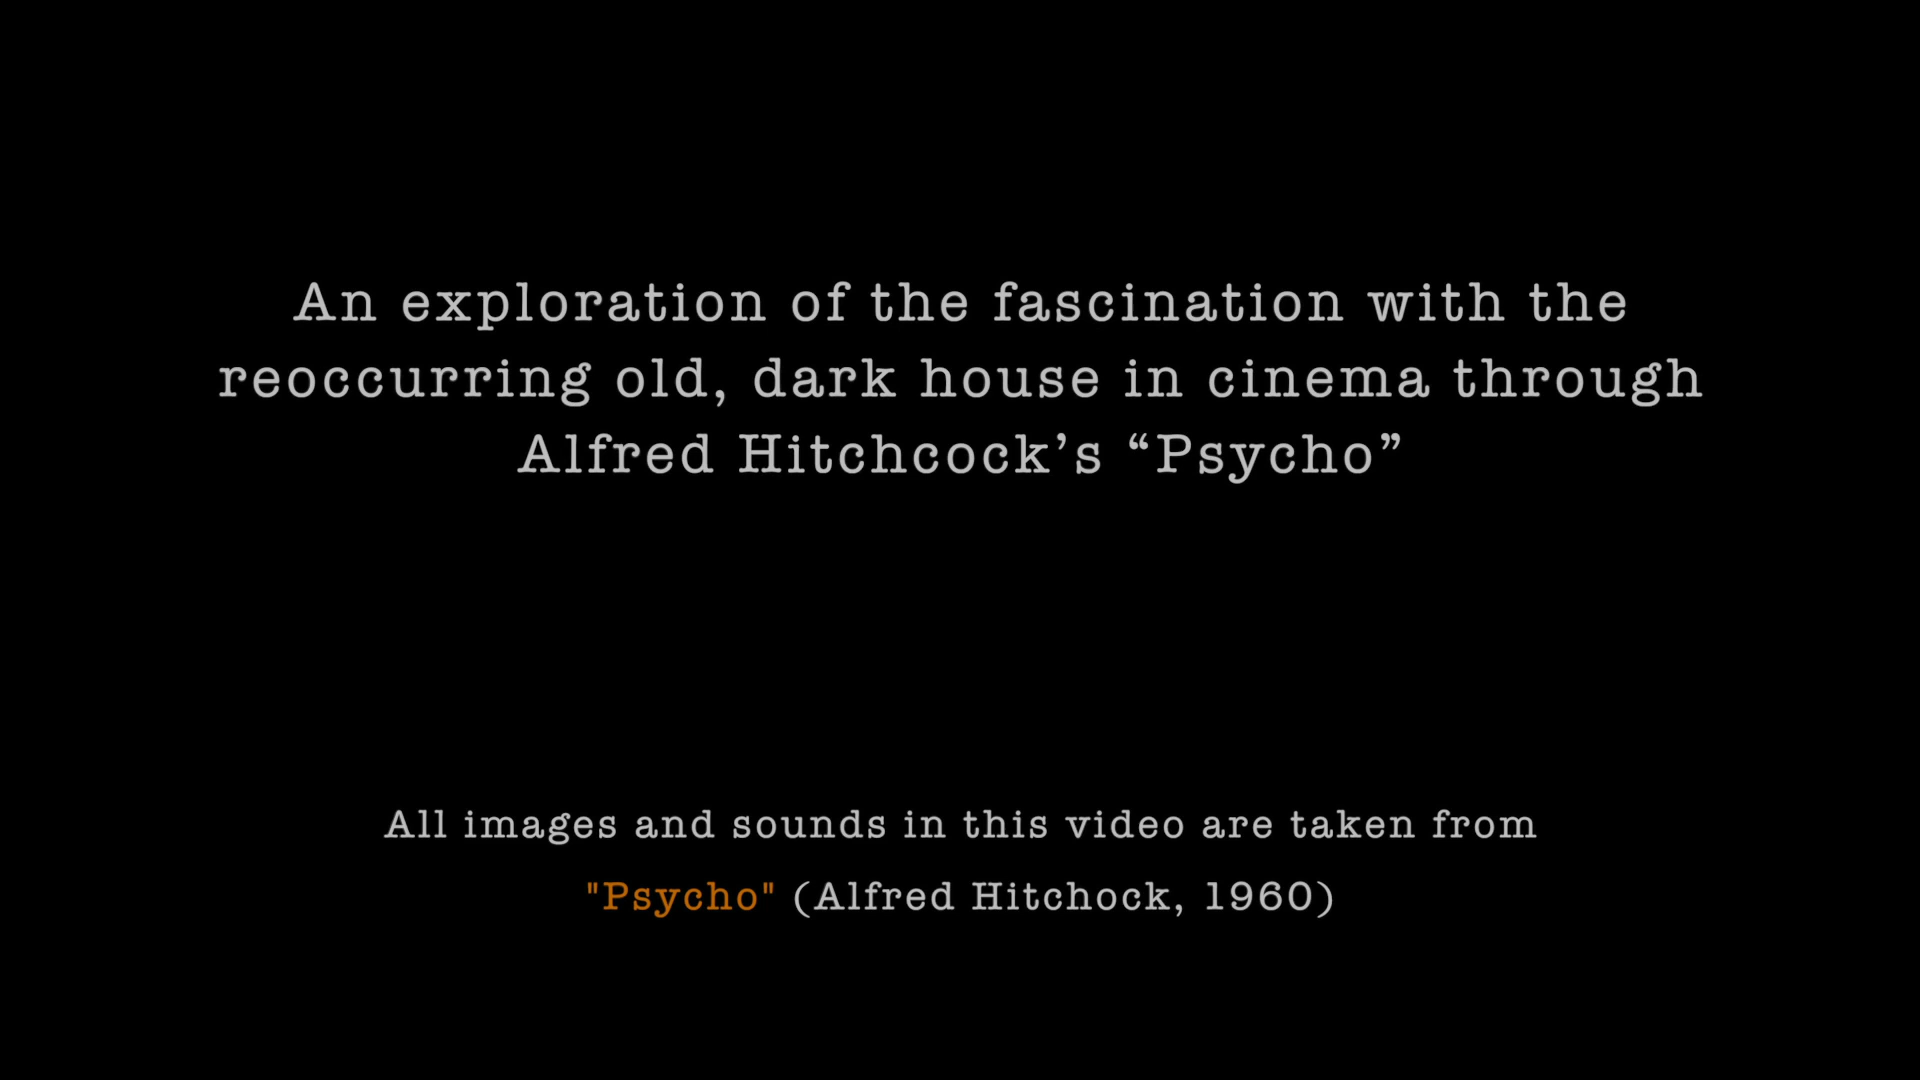 An exploration of the fascination with the
reoccurring old, dark house in cinema through
Alfred Hitchcock’s “Psycho”
All images and sounds in this video are taken from
"Psycho" (Alfred Hitchock, 1960)